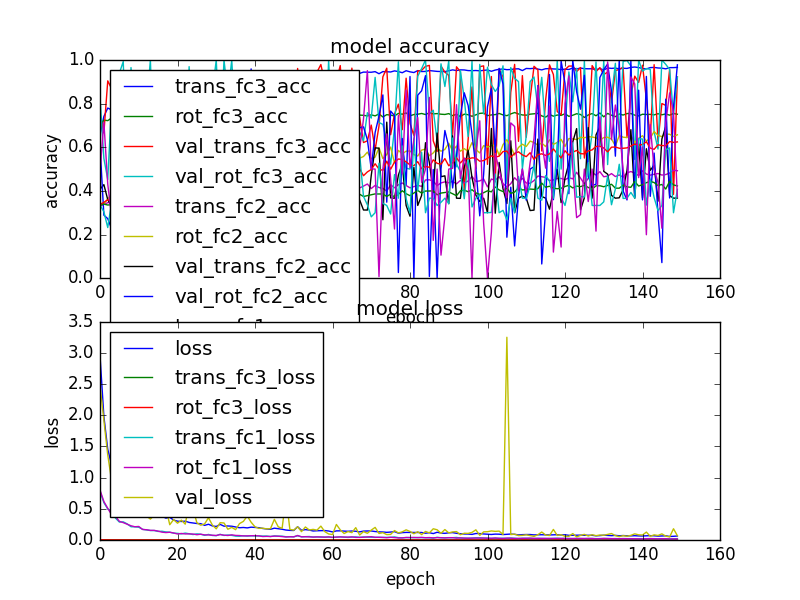 model accuracy
1.0
0.8
0.6
0.4
0.2
0.0
accuracy
trans_fc3_acc
rot_fc3_acc
val_trans_fc3_acc
val_rot_fc3_acc
trans_fc2_acc
rot_fc2_acc
val_trans_fc2_acc
val_rot_fc2_acc
0 80 100 120 140 160
epoch
model loss
3.5
3.0
2.5
2.0
1.5
1.0
0.5
0.0
loss
loss
trans_fc3_loss
rot_fc3_loss
trans_fc1_loss
rot_fc1_loss
val_loss
0 20 40 60 80 100 120 140 160
epoch